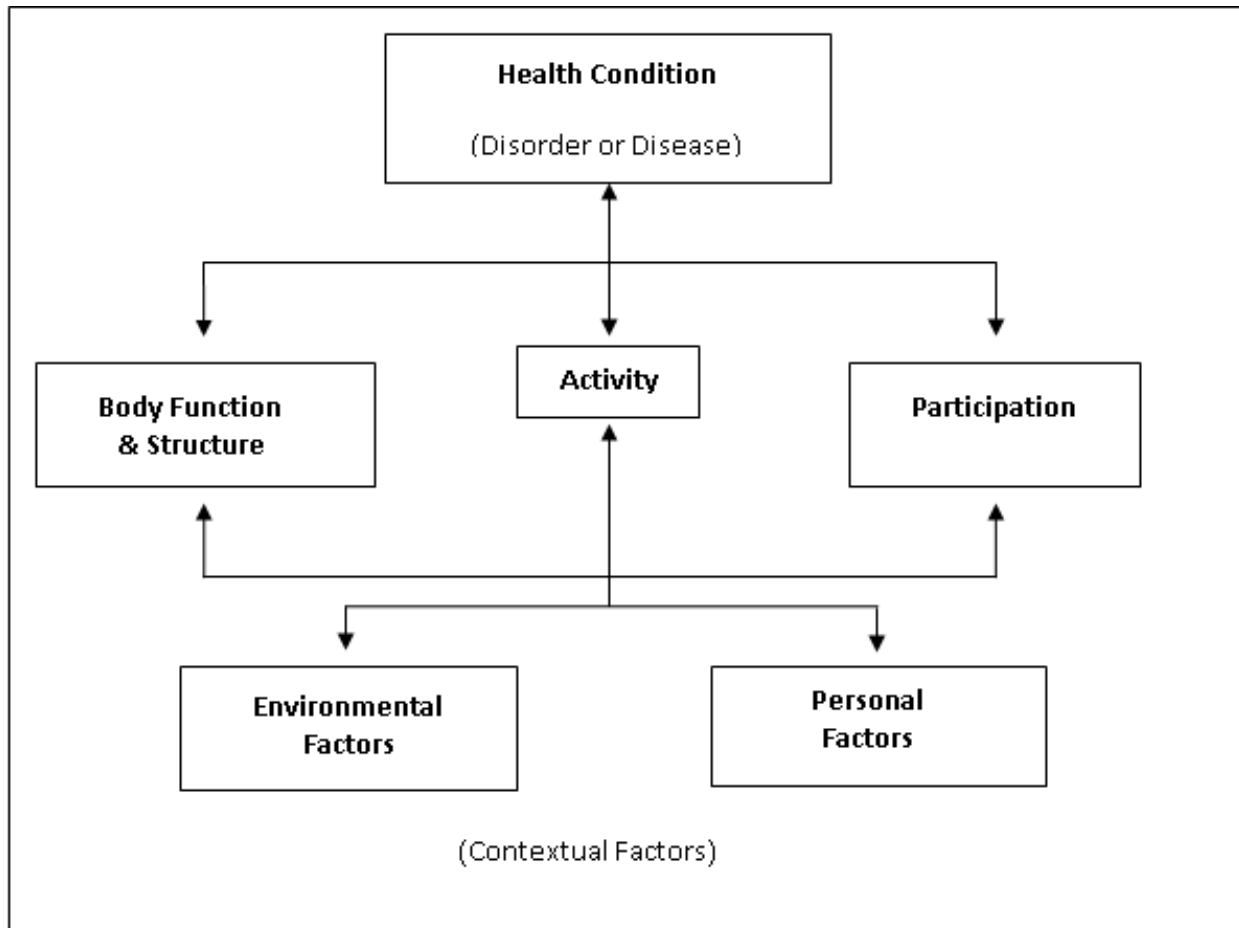 Health Condition
(Disorder or Disease)
Body Function
& Structure
Activity
Participation
Environmental
Factors
Personal
Factors
(Contextual Factors)